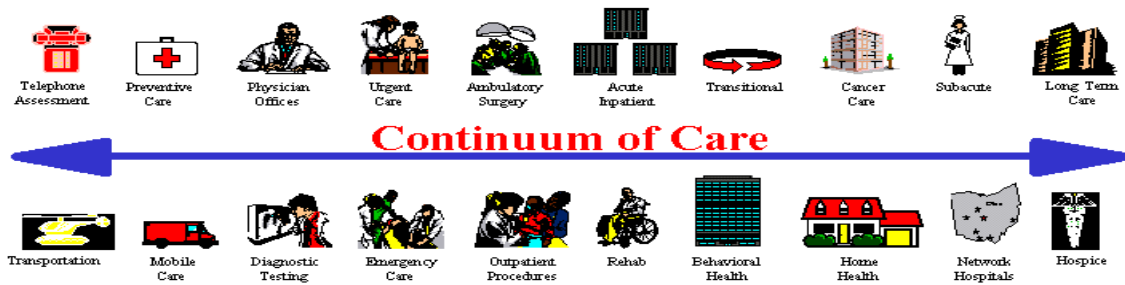 Telephone
Assessment
Preventive
Care
Physician
Offices
Urgent
Care
Ambulatory
Surgery
Acute
Inpatient
Transitional
Cancer
Care
Subacute
Long Term
Care
Continuum of Care
Transportation
Mobile
Care
Diagnostic
Testing
Emergency
Care
Outpatient
Procedures
Rehab
Behavioral
Health
Home
Health
Network
Hospitals
Hospice